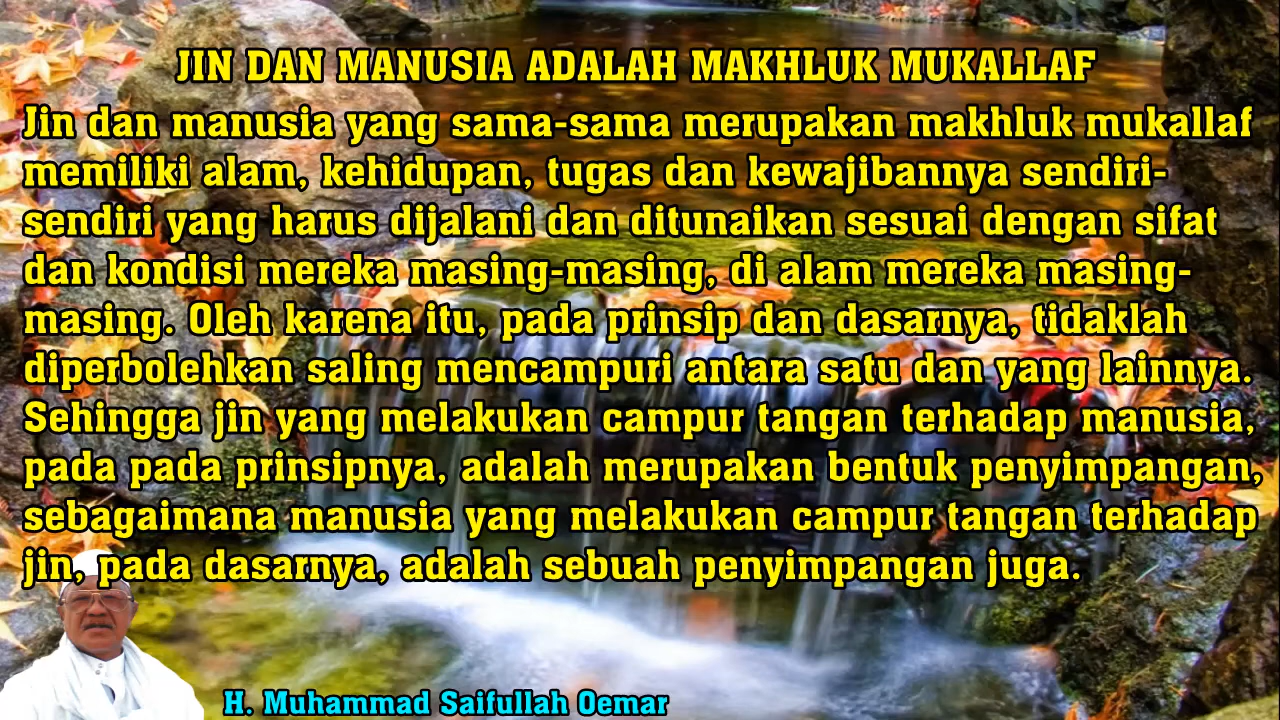 JIN DAN MANUSIA ADALAH MAKHLUK MUKALLAF
Jin dan manusia yang sama-sama merupakan makhluk mukallaf
memiliki alam, kehidupan, tugas dan kewajibannya sendiri-
sendiri yang harus dijalani dan ditunaikan sesuai dengan sifat
dan kondisi mereka masing-masing, di alam mereka masing-
masing. Oleh karena itu, pada prinsip dan dasarnya, tidaklah
diperbolehkan saling mencampuri antara satu dan yang lainnya.
Sehingga jin yang melakukan campur tangan terhadap manusia,
pada pada prinsipnya, adalah merupakan bentuk penyimpangan,
sebagaimana manusia yang melakukan campur tangan terhadap
jin, pada dasarnya, adalah sebuah penyimpangan juga.
H. Muhammad Saifullah Oemar